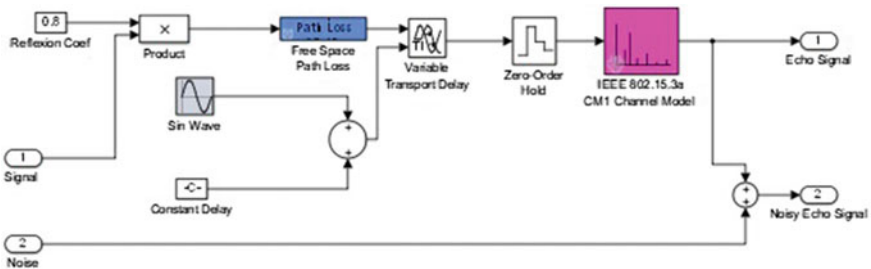 0.8
Reflexion Coef
×
Product
Path Loss
Free Space
Path Loss
Variable
Transport Delay
Zero-Order
Hold
IEEE 802.15.3a
CM1 Channel Model
1
Echo Signal
Sin Wave
+
+
1
Signal
-C-
Constant Delay
+
+
2
Noisy Echo Signal
2
Noise